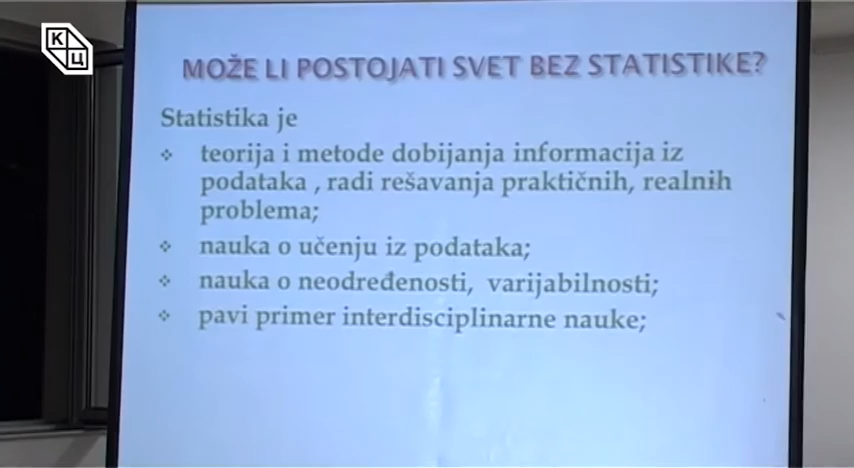 К
Ц
MOŽE LI POSTOJATI SVET BEZ STATISTIKE?
Statistika je
❖ teorija i metode dobijanja informacija iz
podataka , radi rešavanja praktičnih, realnih
problema;
❖ nauka o učenju iz podataka;
❖ nauka o neodređenosti, varijabilnosti;
❖ pavi primer interdisciplinarne nauke;